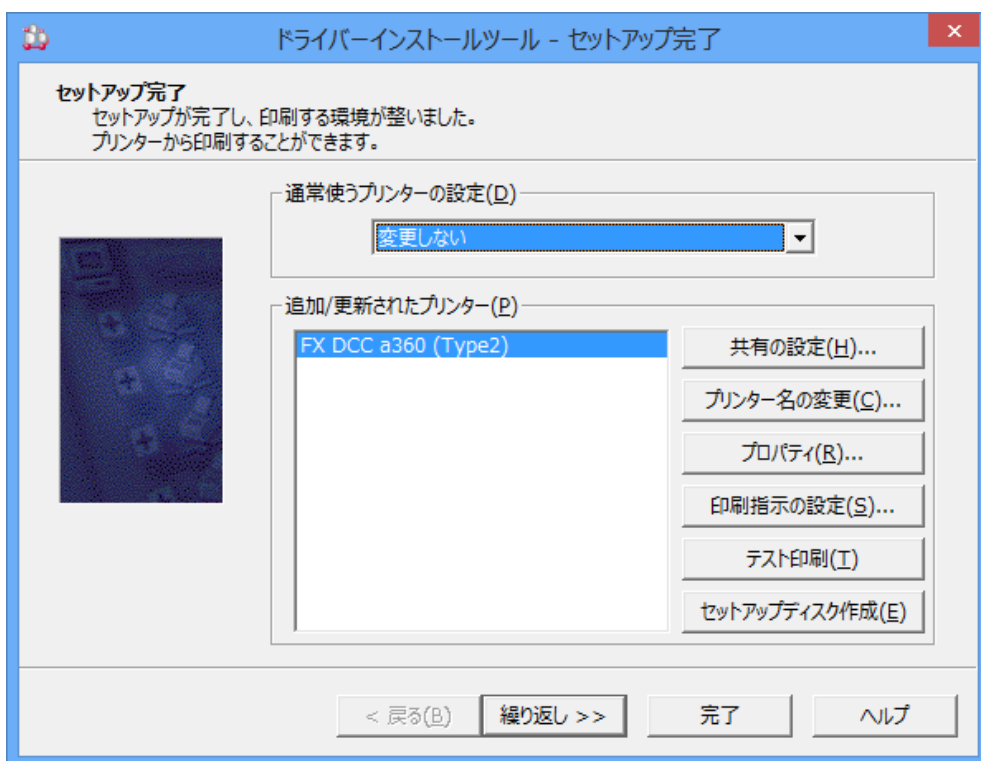 ドライバーインストールツール - セットアップ完了
セットアップ完了
セットアップが完了し、印刷する環境が整いました。
プリンターから印刷することができます。
通常使うプリンターの設定(D)
変更しない
追加/更新されたプリンター(P)
FX DCC a360 (Type2)
共有の設定(H)...
プリンター名の変更(C)...
プロパティ(R)...
印刷指示の設定(S)...
テスト印刷(T)
セットアップディスク作成(E)
< 戻る(B)
繰り返し >>
完了
ヘルプ